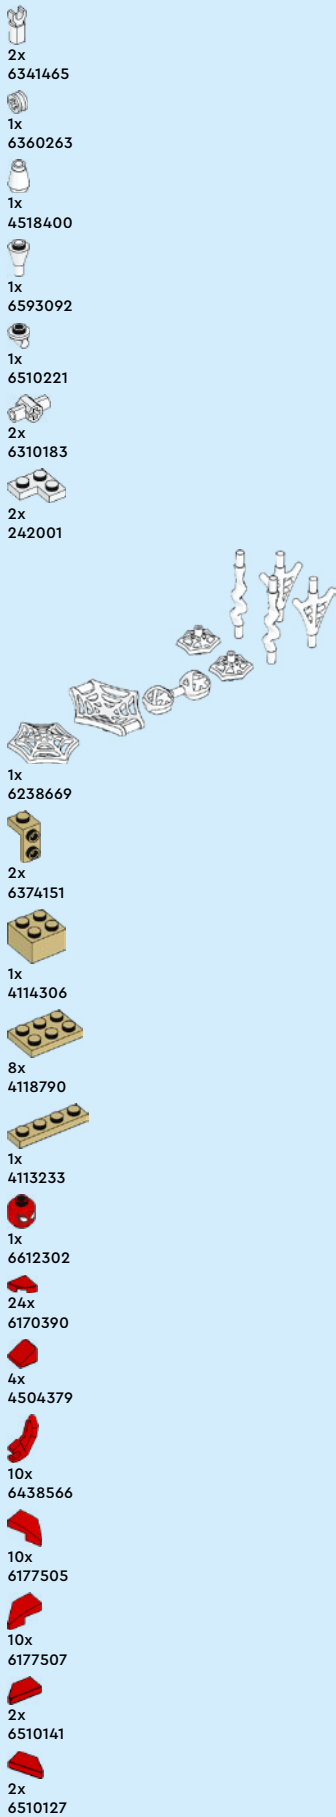 2x
6341465
1x
6360263
1x
4518400
1x
6593092
1x
6510221
2x
6310183
2x
242001
1x
6238669
2x
6374151
1x
4114306
8x
4118790
1x
4113233
1x
6612302
24x
6170390
4x
4504379
10x
6438566
10x
6177505
10x
6177507
2x
6510141
2x
6510127